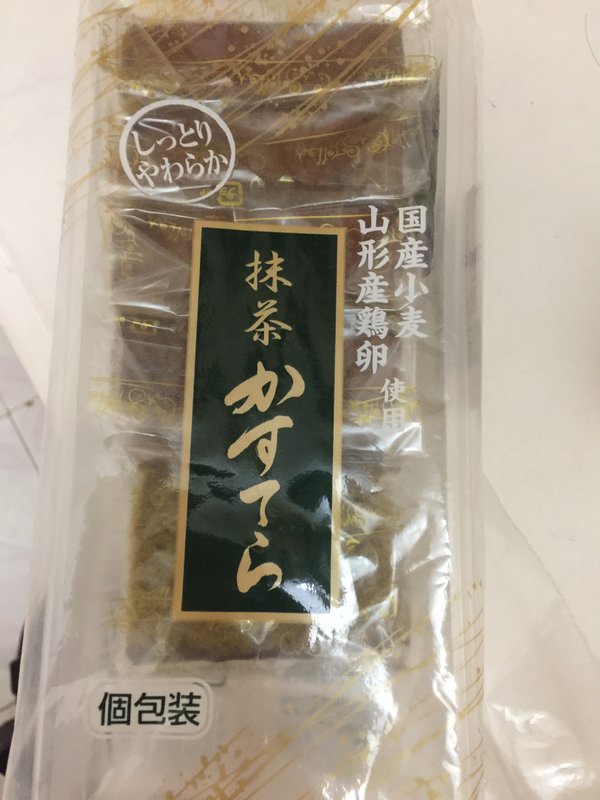 しっとり
やわらか
国産小麦
山形産鶏卵
使用
抹茶
かすてら
個包装